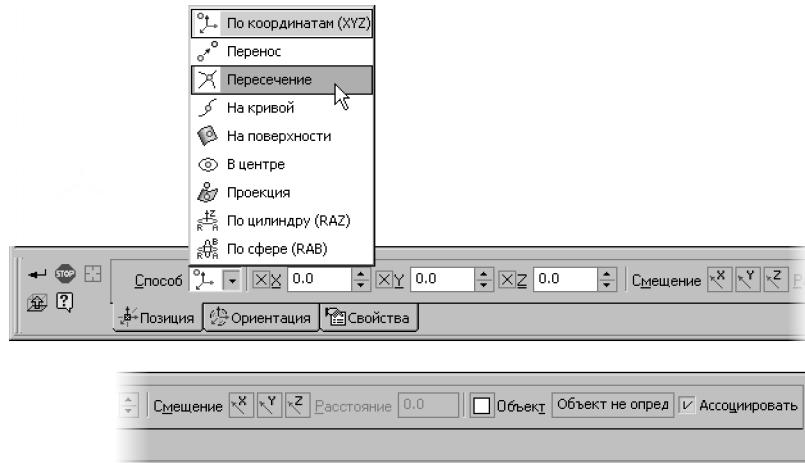 По координатам (XYZ)
Перенос
Пересечение
На кривой
На поверхности
В центре
Проекция
По цилиндру (RAZ)
По сфере (RAB)
STOP Способ X 0.0 Y 0.0 Z 0.0 Смещение X Y Z
Позиция Ориентация Свойства
Смещение X Y Z Расстояние 0.0 Объект Объект не опред Ассоциировать